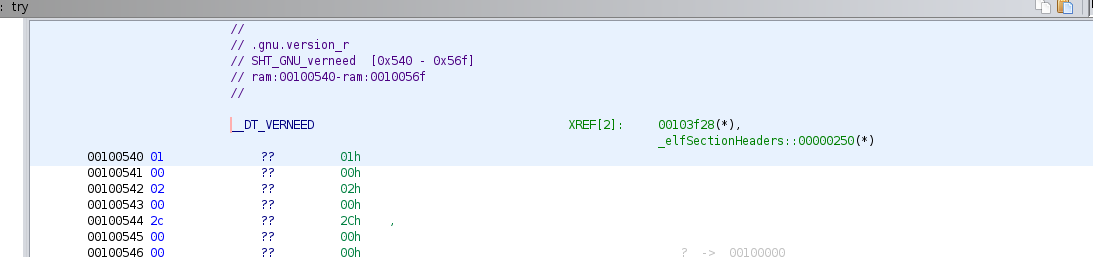 : try
//
// .gnu.version_r
// SHT_GNU_verneed [0x540 - 0x56f]
// ram:00100540-ram:0010056f
//
__DT_VERNEED XREF[2]: 00103f28(*),
_elfSectionHeaders::00000250(*)
00100540 01 ?? 01h
00100541 00 ?? 00h
00100542 02 ?? 02h
00100543 00 ?? 00h
00100544 2c ?? 2Ch ,
00100545 00 ?? 00h
00100546 00 ?? 00h ? -> 00100000